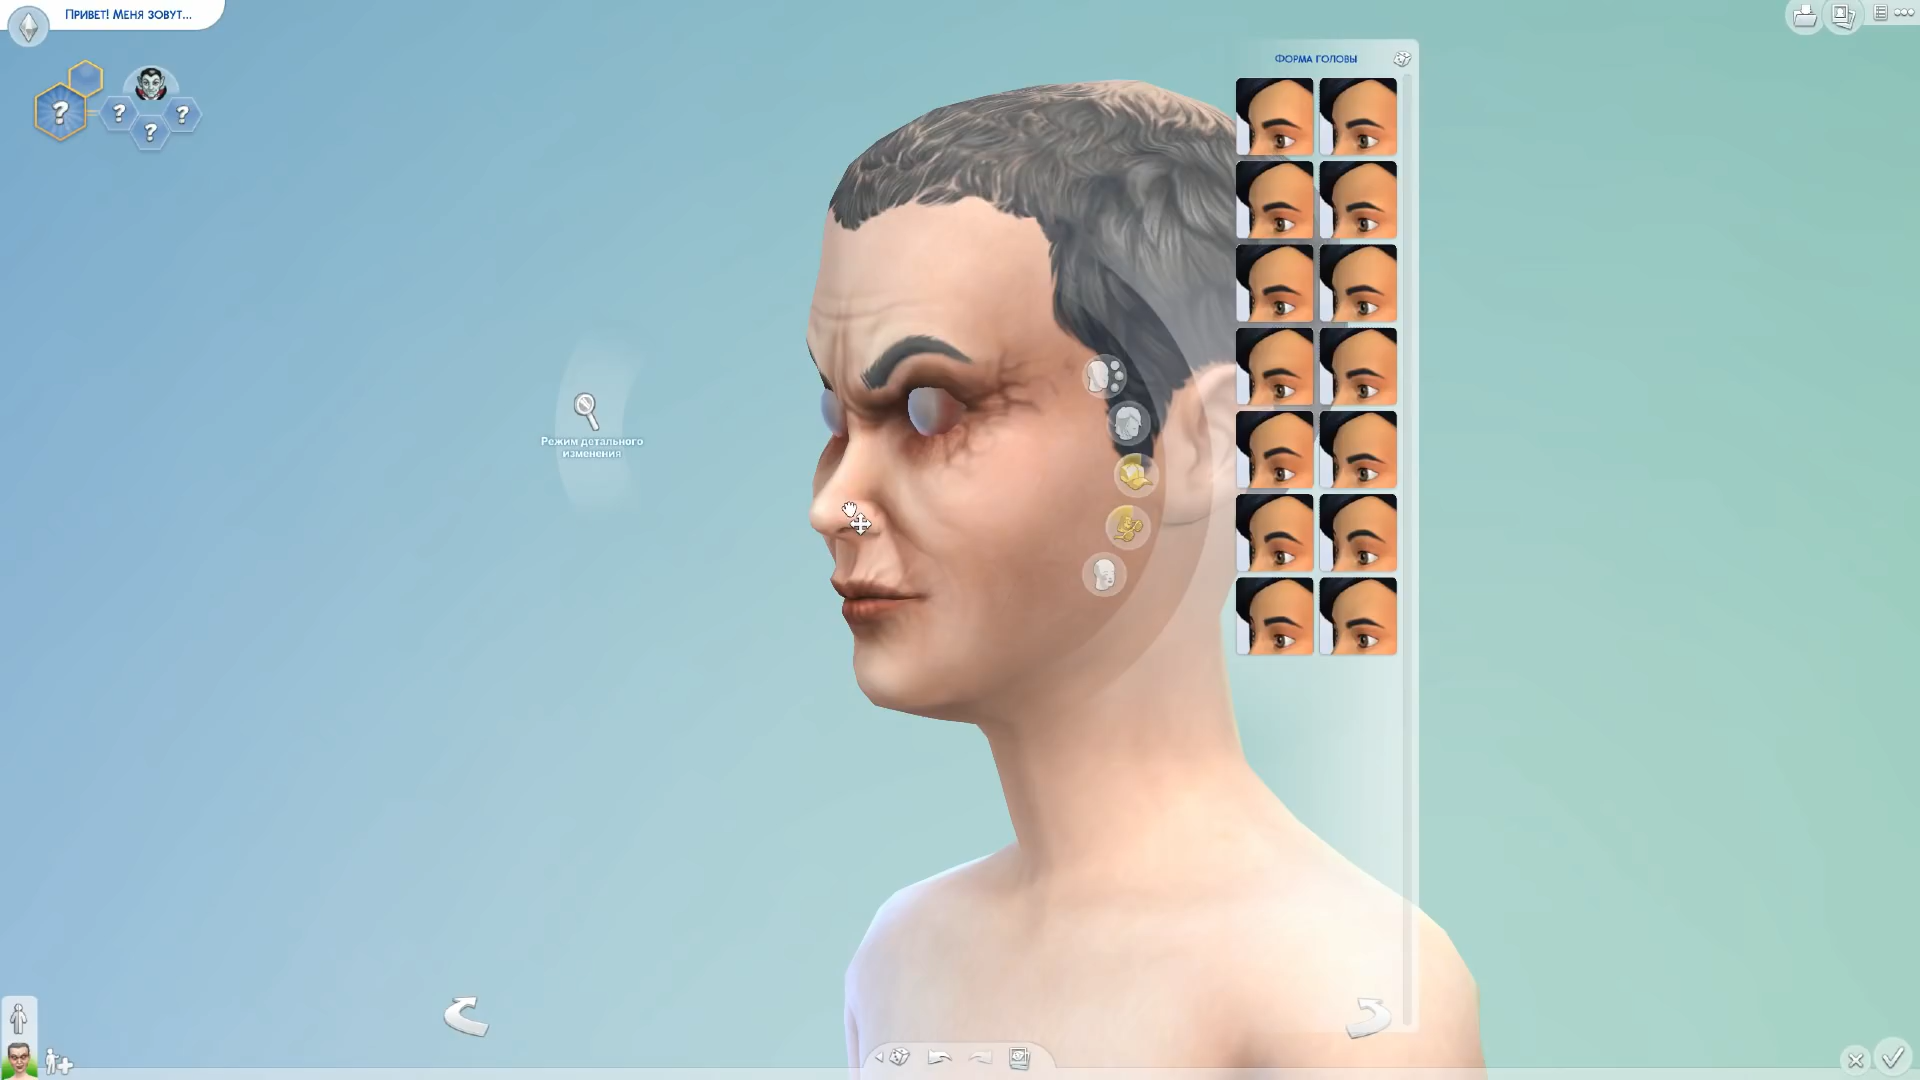 Привет! Меня зовут...
Форма головы
?
?
?
?
Режим детального
изменения